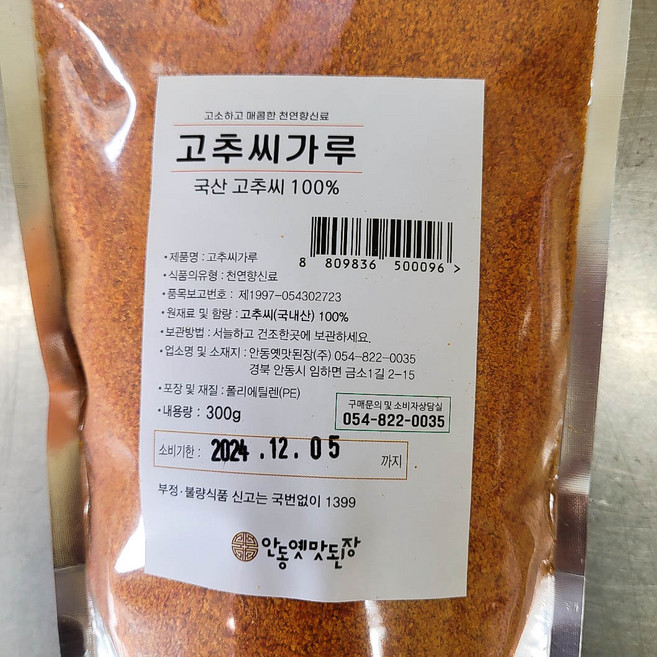 고소하고 매콤한 천연향신료
고추씨가루
국산 고추씨 100%
8 809836 500096 >
• 제품명 : 고추씨가루
• 식품의유형 : 천연향신료
• 품목보고번호 : 제1997-054302723
• 원재료 및 함량 : 고추씨(국내산) 100%
• 보관방법 : 서늘하고 건조한곳에 보관하세요.
• 업소명 및 소재지 : 안동옛맛된장(주) 054-822-0035
경북 안동시 임하면 금소1길 2-15
• 포장 및 재질 : 폴리에틸렌(PE)
• 내용량 : 300g
구매문의 및 소비자상담실
054-822-0035
소비기한 : 2024.12.05 까지
부정·불량식품 신고는 국번없이 1399
안동옛맛된장